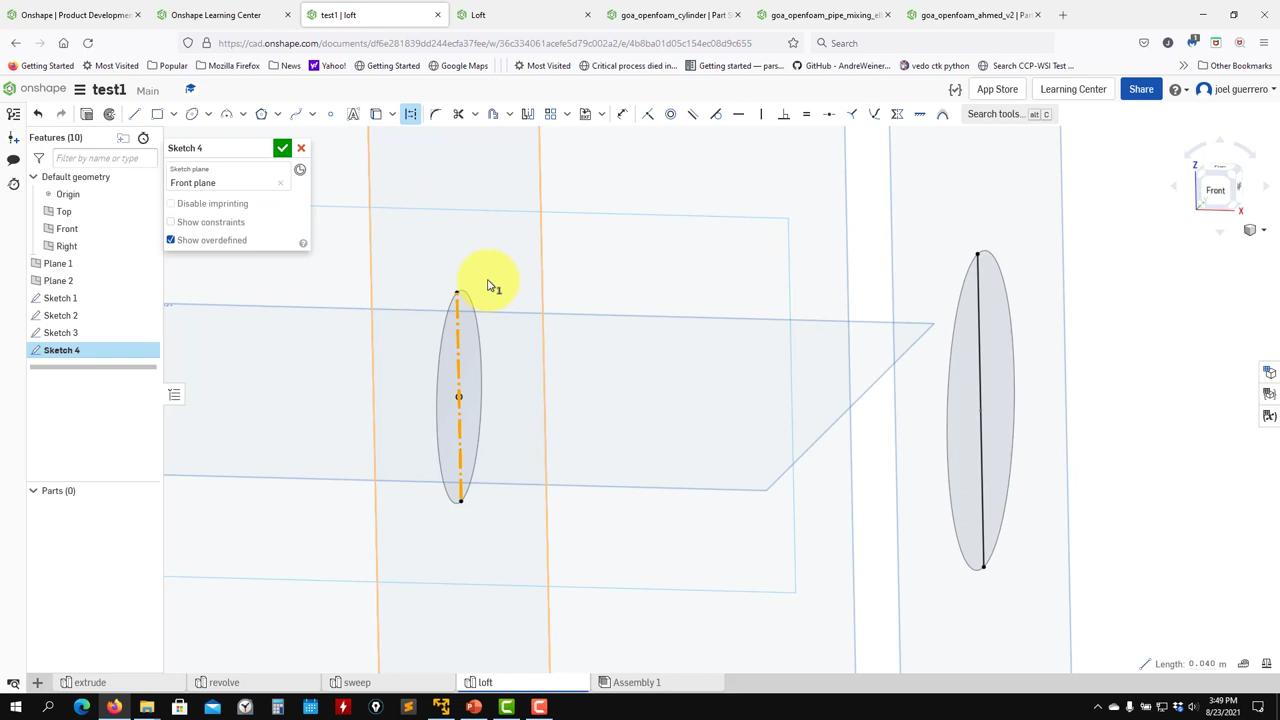 Onshape | Product Developmen
Onshape Learning Center
test1 | loft
Loft
goa_openfoam_cylinder | Part S
goa_openfoam_pipe_mixing_el
goa_openfoam_ahmed_v2 | Part
https://cad.onshape.com/documents/
Search
Getting Started
Most Visited
Popular
Mozilla Firefox
News
Yahoo!
Getting Started
Google Maps
Most Visited
Critical process died in...
Getting started — pars...
GitHub - AndreWeiner...
vedo ctk python
Search CCP-WSI Test ...
Other Bookmarks
onshape
test1
Main
App Store
Learning Center
Share
joel guerrero
Search tools...
alt C
Features (10)
Filter by name or type
Default geometry
Origin
Top
Front
Right
Plane 1
Plane 2
Sketch 1
Sketch 2
Sketch 3
Sketch 4
Parts (0)
Sketch 4
Sketch plane
Front plane
Disable imprinting
Show constraints
Show overdefined
1
Z
Front
X
Length: 0.040 m
extrude
revolve
sweep
loft
Assembly 1
3:49 PM
8/23/2021